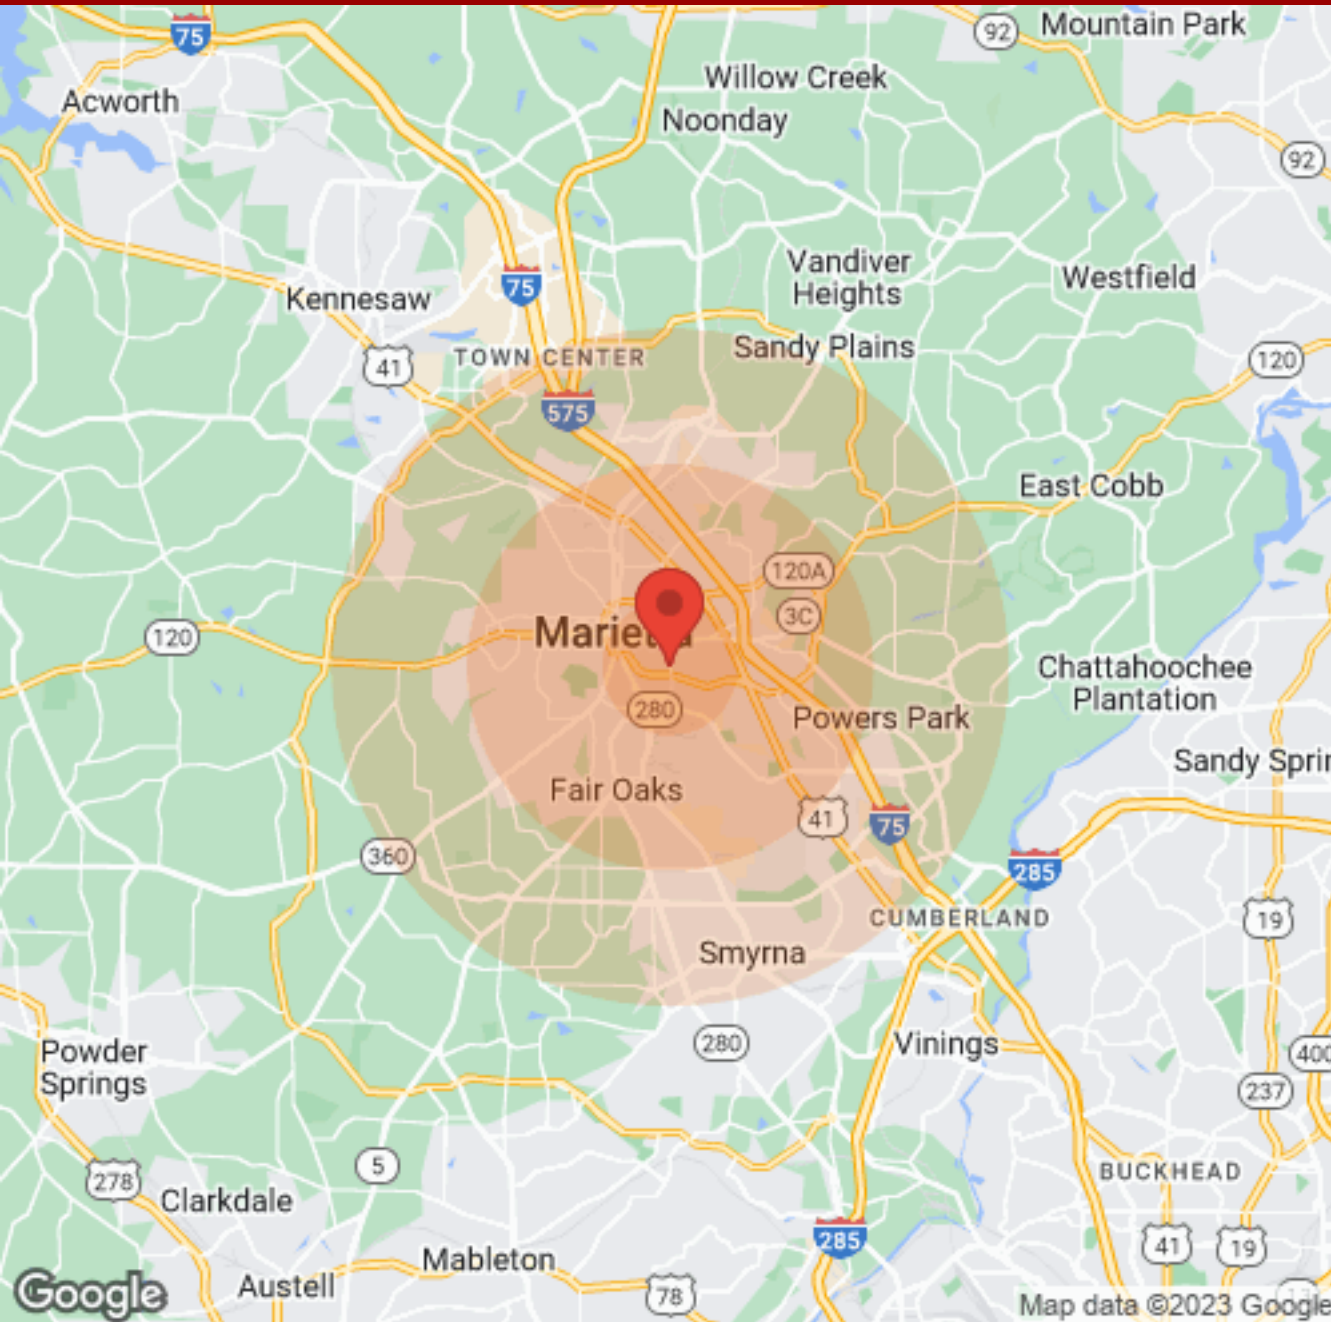 75
92
Mountain Park
Willow Creek
Acworth
Noonday
92
Vandiver
Heights
Westfield
75
Kennesaw
Sandy Plains
TOWN CENTER
120
41
575
East Cobb
120A
3C
Marietta
120
Chattahoochee
Plantation
280
Powers Park
Sandy Sprin
Fair Oaks
41
75
360
285
CUMBERLAND
19
Smyrna
280
Vinings
Powder
Springs
400
237
5
BUCKHEAD
278
Clarkdale
285
41
19
Mableton
Austell
78
Google
Map data ©2023 Google